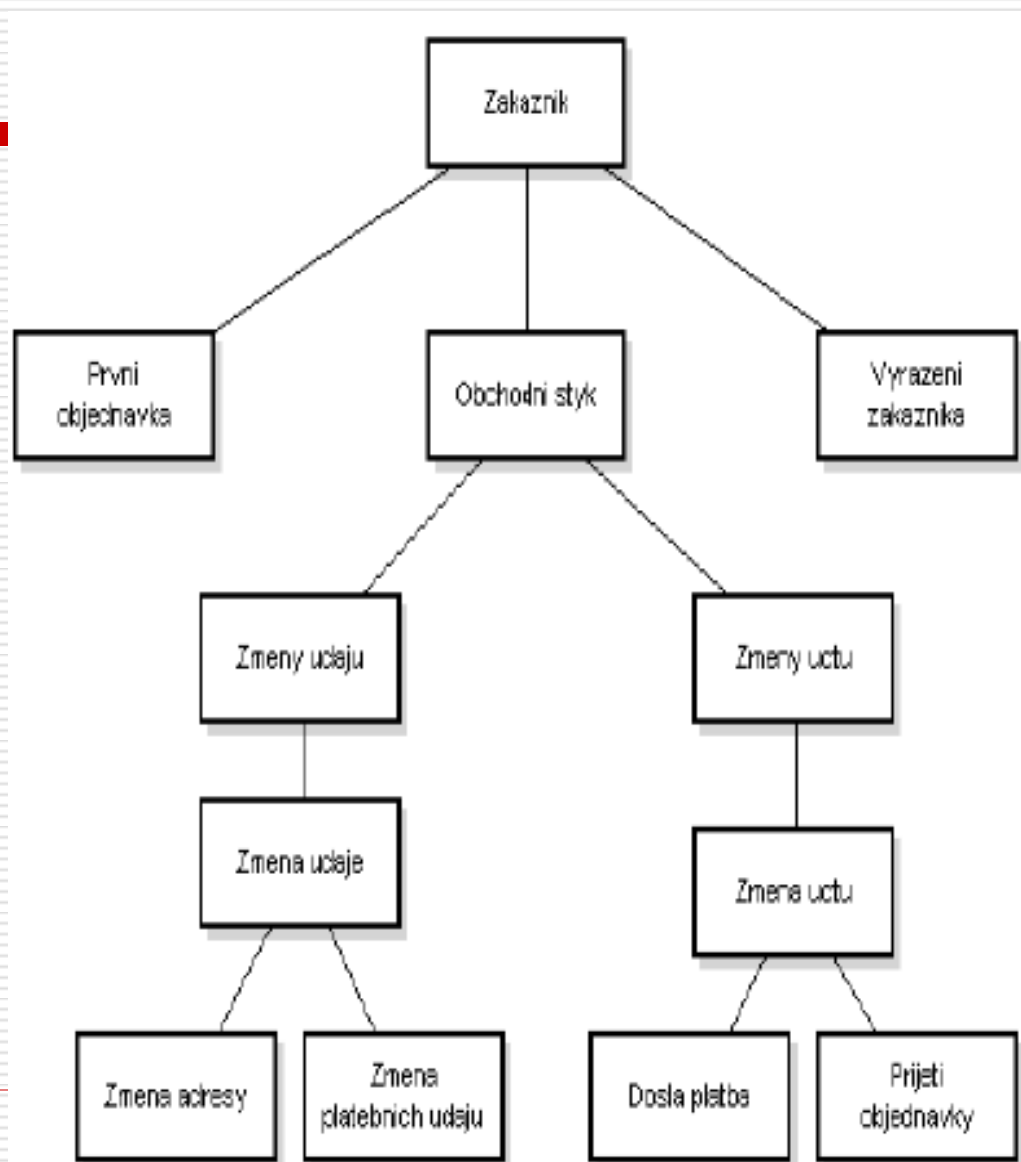 Zakaznik
Prvni
objednavka
Obchodni styk
Vyrazeni
zakaznika
Zmeny udaju
Zmeny uctu
Zmena udaje
Zmena uctu
Zmena adresy
Zmena
platebnich udaju
Dosla platba
Prijeti
objednavky